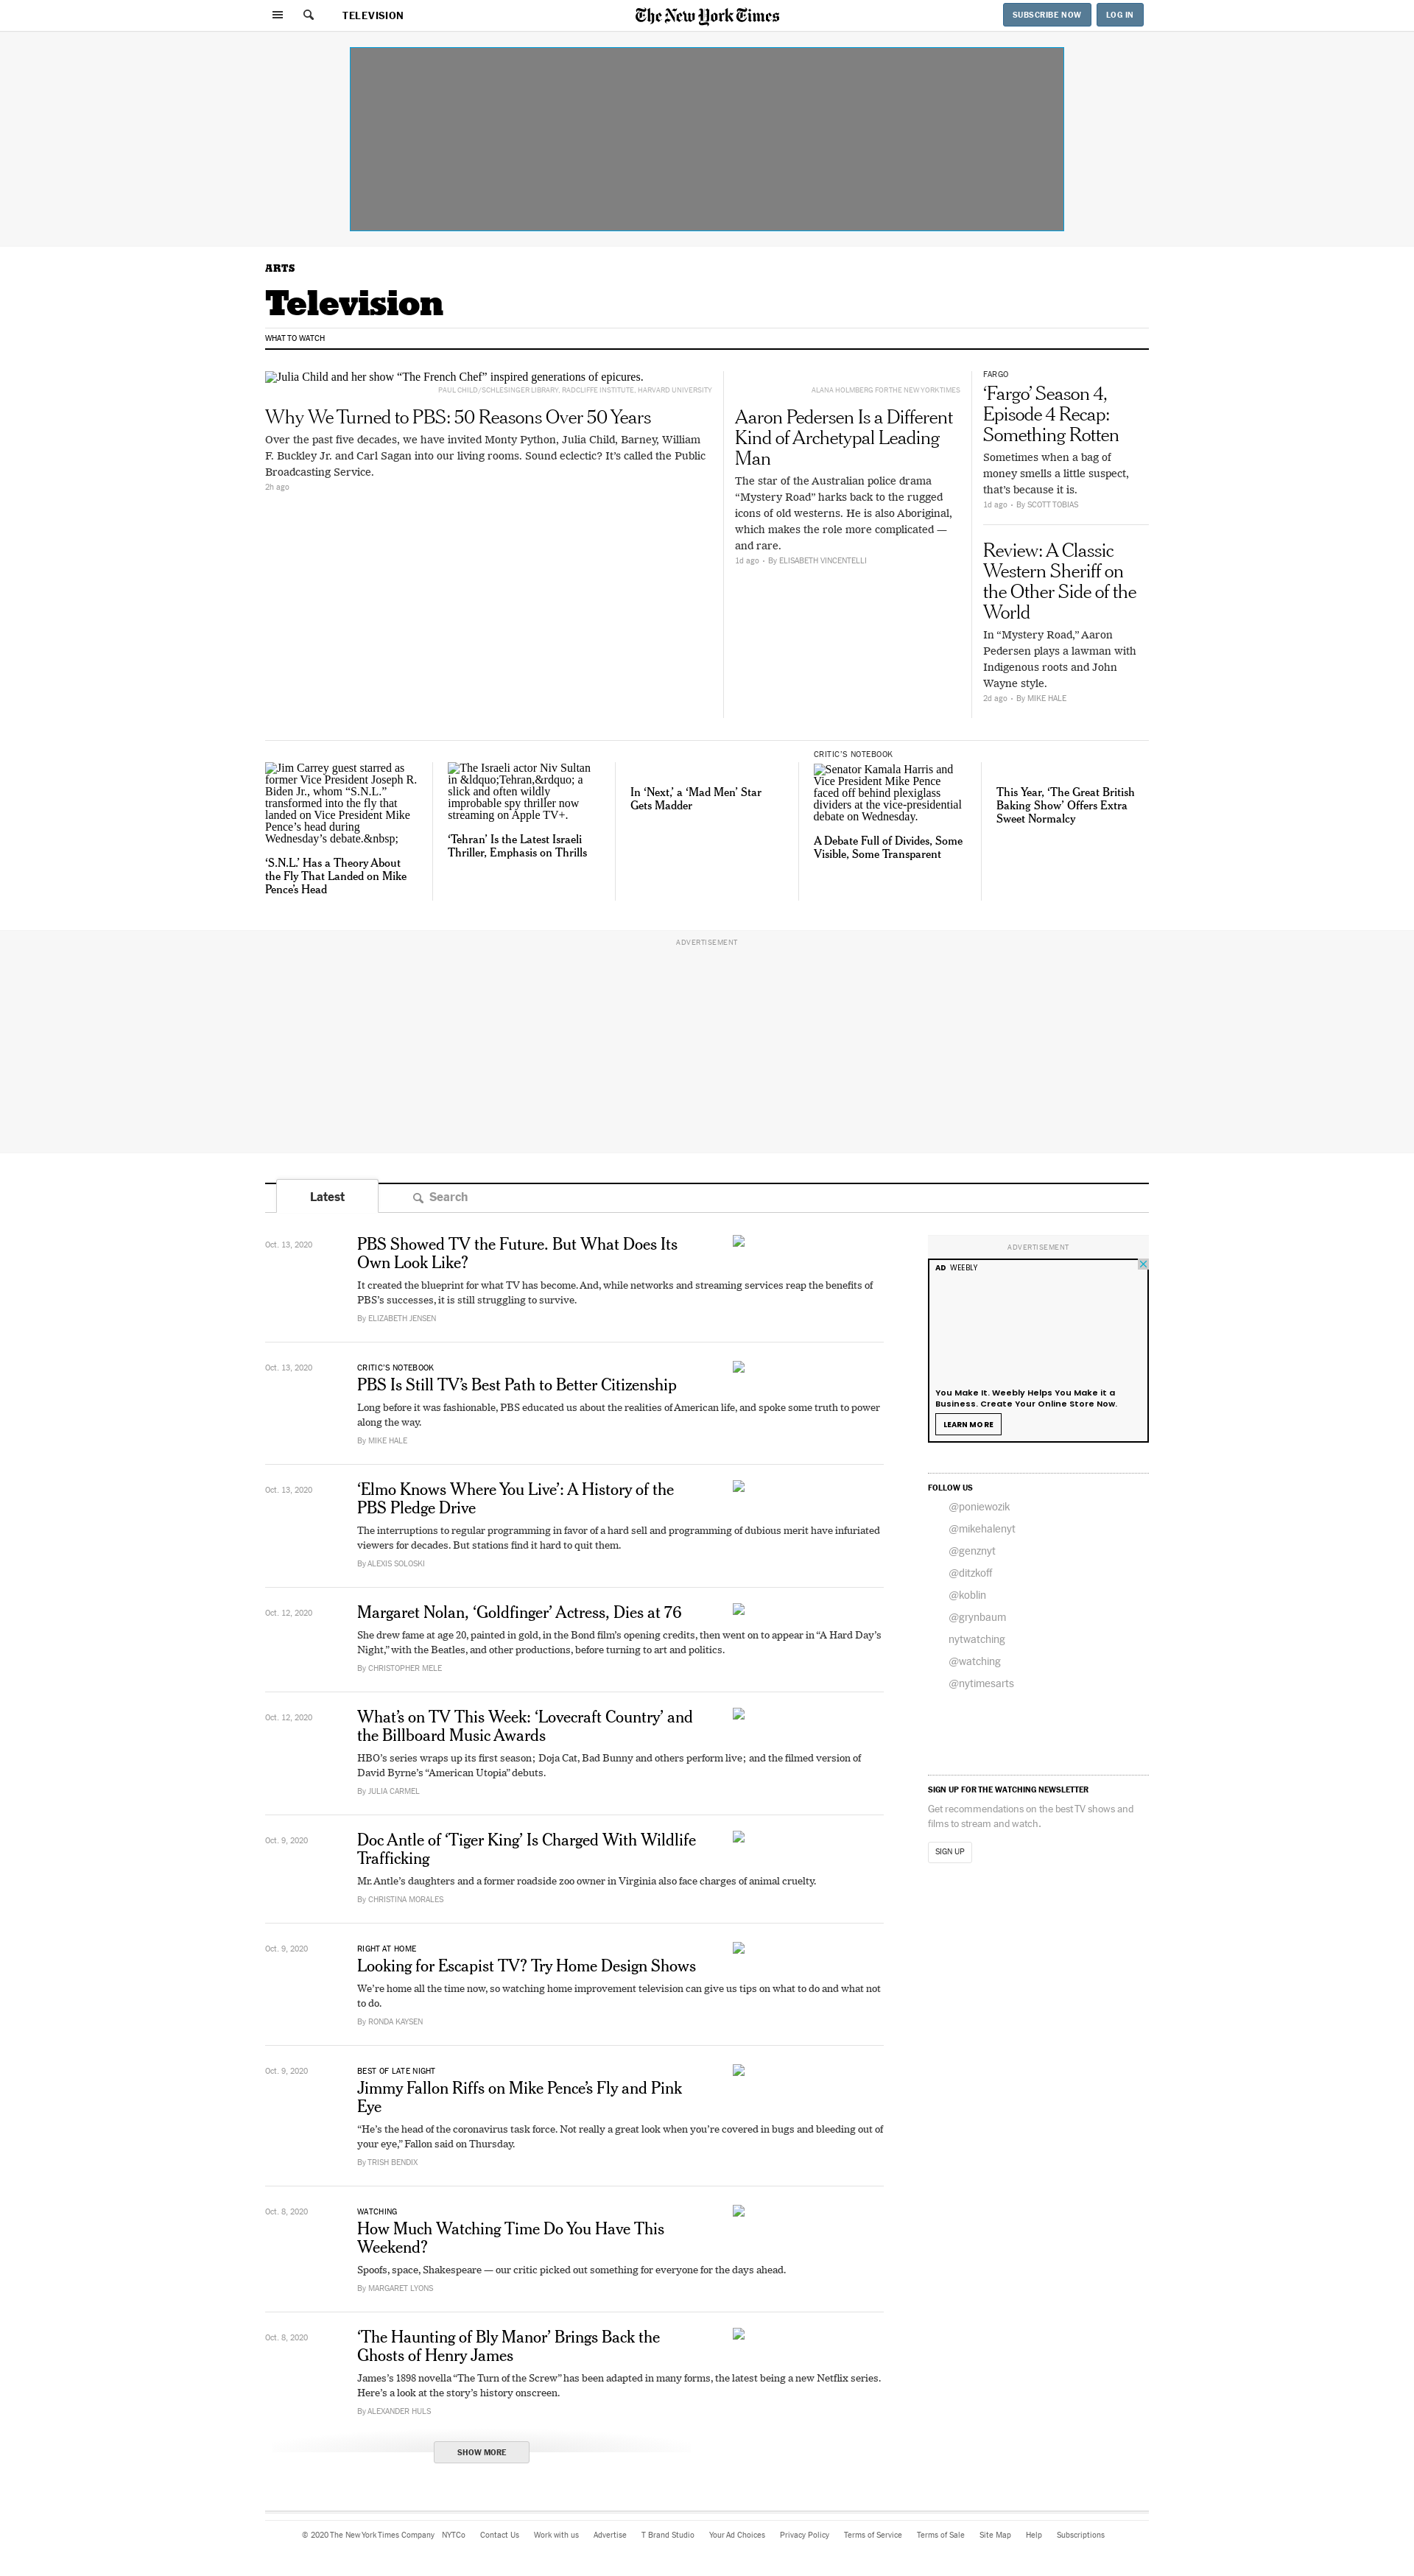 TELEVISION
The New York Times
SUBSCRIBE NOW
LOG IN
ARTS
Television
WHAT TO WATCH
Julia Child and her show “The French Chef” inspired generations of epicures.
PAUL CHILD/SCHLESINGER LIBRARY, RADCLIFFE INSTITUTE, HARVARD UNIVERSITY
Why We Turned to PBS: 50 Reasons Over 50 Years
Over the past five decades, we have invited Monty Python, Julia Child, Barney, William
F. Buckley Jr. and Carl Sagan into our living rooms. Sound eclectic? It’s called the Public
Broadcasting Service.
2h ago
ALANA HOLMBERG FOR THE NEW YORK TIMES
Aaron Pedersen Is a Different
Kind of Archetypal Leading
Man
The star of the Australian police drama
“Mystery Road” harks back to the rugged
icons of old westerns. He is also Aboriginal,
which makes the role more complicated —
and rare.
1d ago • By ELISABETH VINCENTELLI
FARGO
‘Fargo’ Season 4,
Episode 4 Recap:
Something Rotten
Sometimes when a bag of
money smells a little suspect,
that’s because it is.
1d ago • By SCOTT TOBIAS
Review: A Classic
Western Sheriff on
the Other Side of the
World
In “Mystery Road,” Aaron
Pedersen plays a lawman with
Indigenous roots and John
Wayne style.
2d ago • By MIKE HALE
Jim Carrey guest starred as
former Vice President Joseph R.
Biden Jr., whom “S.N.L.”
transformed into the fly that
landed on Vice President Mike
Pence’s head during
Wednesday’s debate.&nbsp;
‘S.N.L.’ Has a Theory About
the Fly That Landed on Mike
Pence’s Head
The Israeli actor Niv Sultan
in &ldquo;Tehran,&rdquo; a
slick and often wildly
improbable spy thriller now
streaming on Apple TV+.
‘Tehran’ Is the Latest Israeli
Thriller, Emphasis on Thrills
In ‘Next,’ a ‘Mad Men’ Star
Gets Madder
CRITIC’S NOTEBOOK
Senator Kamala Harris and
Vice President Mike Pence
faced off behind plexiglass
dividers at the vice-presidential
debate on Wednesday.
A Debate Full of Divides, Some
Visible, Some Transparent
This Year, ‘The Great British
Baking Show’ Offers Extra
Sweet Normalcy
ADVERTISEMENT
Latest
Search
Oct. 13, 2020
PBS Showed TV the Future. But What Does Its
Own Look Like?
It created the blueprint for what TV has become. And, while networks and streaming services reap the benefits of
PBS’s successes, it is still struggling to survive.
By ELIZABETH JENSEN
Oct. 13, 2020
CRITIC’S NOTEBOOK
PBS Is Still TV’s Best Path to Better Citizenship
Long before it was fashionable, PBS educated us about the realities of American life, and spoke some truth to power
along the way.
By MIKE HALE
Oct. 13, 2020
‘Elmo Knows Where You Live’: A History of the
PBS Pledge Drive
The interruptions to regular programming in favor of a hard sell and programming of dubious merit have infuriated
viewers for decades. But stations find it hard to quit them.
By ALEXIS SOLOSKI
Oct. 12, 2020
Margaret Nolan, ‘Goldfinger’ Actress, Dies at 76
She drew fame at age 20, painted in gold, in the Bond film’s opening credits, then went on to appear in “A Hard Day’s
Night,” with the Beatles, and other productions, before turning to art and politics.
By CHRISTOPHER MELE
Oct. 12, 2020
What’s on TV This Week: ‘Lovecraft Country’ and
the Billboard Music Awards
HBO’s series wraps up its first season; Doja Cat, Bad Bunny and others perform live; and the filmed version of
David Byrne’s “American Utopia” debuts.
By JULIA CARMEL
Oct. 9, 2020
Doc Antle of ‘Tiger King’ Is Charged With Wildlife
Trafficking
Mr. Antle’s daughters and a former roadside zoo owner in Virginia also face charges of animal cruelty.
By CHRISTINA MORALES
Oct. 9, 2020
RIGHT AT HOME
Looking for Escapist TV? Try Home Design Shows
We’re home all the time now, so watching home improvement television can give us tips on what to do and what not
to do.
By RONDA KAYSEN
Oct. 9, 2020
BEST OF LATE NIGHT
Jimmy Fallon Riffs on Mike Pence’s Fly and Pink
Eye
“He’s the head of the coronavirus task force. Not really a great look when you’re covered in bugs and bleeding out of
your eye,” Fallon said on Thursday.
By TRISH BENDIX
Oct. 8, 2020
WATCHING
How Much Watching Time Do You Have This
Weekend?
Spoofs, space, Shakespeare — our critic picked out something for everyone for the days ahead.
By MARGARET LYONS
Oct. 8, 2020
‘The Haunting of Bly Manor’ Brings Back the
Ghosts of Henry James
James’s 1898 novella “The Turn of the Screw” has been adapted in many forms, the latest being a new Netflix series.
Here’s a look at the story’s history onscreen.
By ALEXANDER HULS
SHOW MORE
ADVERTISEMENT
AD WEEBLY
You Make It. Weebly Helps You Make it a
Business. Create Your Online Store Now.
LEARN MORE
FOLLOW US
@poniewozik
@mikehalenyt
@genznyt
@ditzkoff
@koblin
@grynbaum
nytwatching
@watching
@nytimesarts
SIGN UP FOR THE WATCHING NEWSLETTER
Get recommendations on the best TV shows and
films to stream and watch.
SIGN UP
© 2020 The New York Times Company NYTCo Contact Us Work with us Advertise T Brand Studio Your Ad Choices Privacy Policy Terms of Service Terms of Sale Site Map Help Subscriptions